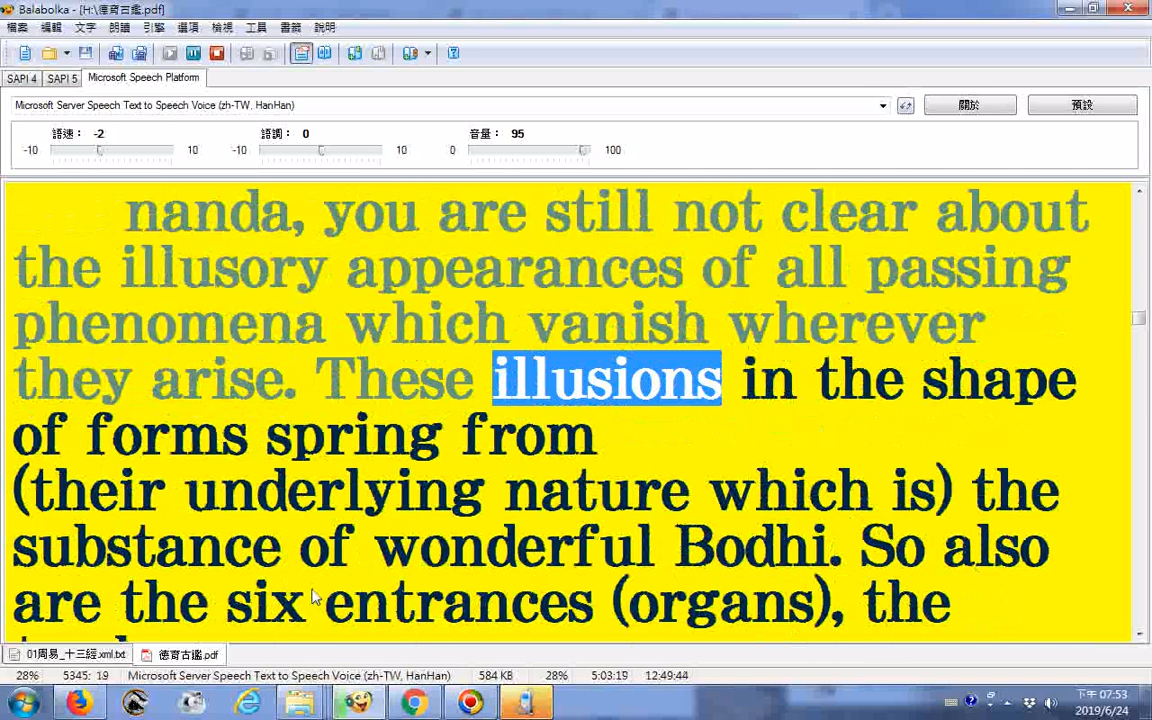 Balabolka - [H:\德育古鑑.pdf]
檔案 編輯 文字 朗讀 引擎 選項 檢視 工具 書籤 說明
SAPI 4 SAPI 5 Microsoft Speech Platform
Microsoft Server Speech Text to Speech Voice (zh-TW, HanHan) 關於 預設
語速： -2 語調： 0 音量： 95
-10 10 -10 10 0 100
nanda, you are still not clear about
the illusory appearances of all passing
phenomena which vanish wherever
they arise. These illusions in the shape
of forms spring from
(their underlying nature which is) the
substance of wonderful Bodhi. So also
are the six entrances (organs), the
01周易_十三經.xml.txt 德育古鑑.pdf
28% 5345: 19 Microsoft Server Speech Text to Speech Voice (zh-TW, HanHan) 584 KB 28% 5:03:19 12:49:44
下午 07:53
2019/6/24